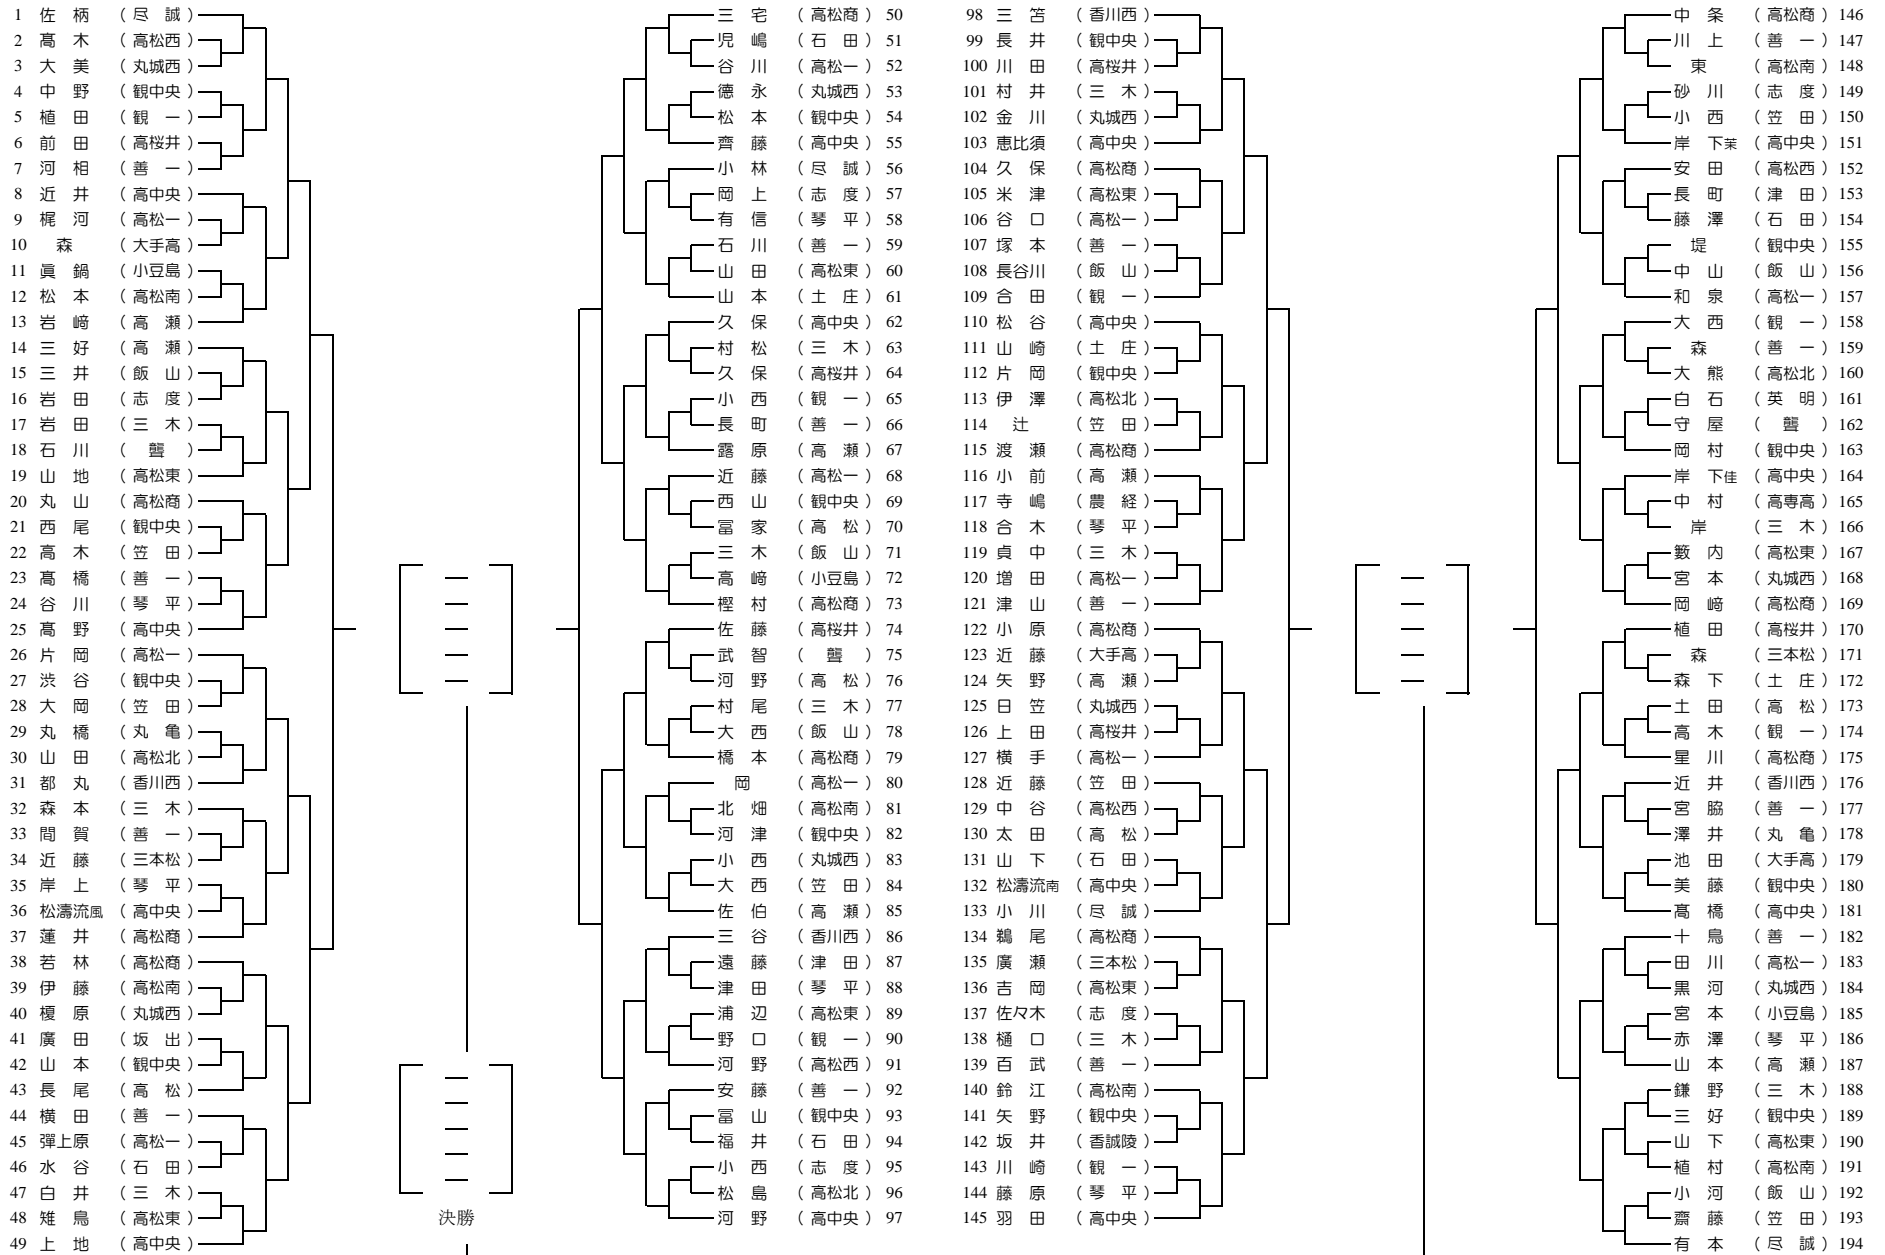 1 佐 柄 （ 尽 誠 ）
2 髙 木 （ 高松西 ）
3 大 美 （ 丸城西 ）
4 中 野 （ 観中央 ）
5 植 田 （ 観 一 ）
6 前 田 （ 高桜井 ）
7 河 相 （ 善 一 ）
8 近 井 （ 高中央 ）
9 梶 河 （ 高松一 ）
10 森 （ 大手高 ）
11 眞 鍋 （ 小豆島 ）
12 松 本 （ 高松南 ）
13 岩 﨑 （ 高 瀬 ）
14 三 好 （ 高 瀬 ）
15 三 井 （ 飯 山 ）
16 岩 田 （ 志 度 ）
17 岩 田 （ 三 木 ）
18 石 川 （ 聾 ）
19 山 地 （ 高松東 ）
20 丸 山 （ 高松商 ）
21 西 尾 （ 観中央 ）
22 高 木 （ 笠 田 ）
23 髙 橋 （ 善 一 ）
24 谷 川 （ 琴 平 ）
25 髙 野 （ 高中央 ）
26 片 岡 （ 高松一 ）
27 渋 谷 （ 観中央 ）
28 大 岡 （ 笠 田 ）
29 丸 橋 （ 丸 亀 ）
30 山 田 （ 高松北 ）
31 都 丸 （ 香川西 ）
32 森 本 （ 三 木 ）
33 間 賀 （ 善 一 ）
34 近 藤 （ 三本松 ）
35 岸 上 （ 琴 平 ）
36 松濤流風 （ 高中央 ）
37 蓮 井 （ 高松商 ）
38 若 林 （ 高松商 ）
39 伊 藤 （ 高松南 ）
40 榎 原 （ 丸城西 ）
41 廣 田 （ 坂 出 ）
42 山 本 （ 観中央 ）
43 長 尾 （ 高 松 ）
44 横 田 （ 善 一 ）
45 彈上原 （ 高松一 ）
46 水 谷 （ 石 田 ）
47 白 井 （ 三 木 ）
48 雉 鳥 （ 高松東 ）
49 上 地 （ 高中央 ）
決勝
三 宅 （ 高松商 ） 50
児 嶋 （ 石 田 ） 51
谷 川 （ 高松一 ） 52
德 永 （ 丸城西 ） 53
松 本 （ 観中央 ） 54
齊 藤 （ 高中央 ） 55
小 林 （ 尽 誠 ） 56
岡 上 （ 志 度 ） 57
有 信 （ 琴 平 ） 58
石 川 （ 善 一 ） 59
山 田 （ 高松東 ） 60
山 本 （ 土 庄 ） 61
久 保 （ 高中央 ） 62
村 松 （ 三 木 ） 63
久 保 （ 高桜井 ） 64
小 西 （ 観 一 ） 65
長 町 （ 善 一 ） 66
露 原 （ 高 瀬 ） 67
近 藤 （ 高松一 ） 68
西 山 （ 観中央 ） 69
冨 家 （ 高 松 ） 70
三 木 （ 飯 山 ） 71
高 﨑 （ 小豆島 ） 72
樫 村 （ 高松商 ） 73
佐 藤 （ 高桜井 ） 74
武 智 （ 聾 ） 75
河 野 （ 高 松 ） 76
村 尾 （ 三 木 ） 77
大 西 （ 飯 山 ） 78
橋 本 （ 高松商 ） 79
岡 （ 高松一 ） 80
北 畑 （ 高松南 ） 81
河 津 （ 観中央 ） 82
小 西 （ 丸城西 ） 83
大 西 （ 笠 田 ） 84
佐 伯 （ 高 瀬 ） 85
三 谷 （ 香川西 ） 86
遠 藤 （ 津 田 ） 87
津 田 （ 琴 平 ） 88
浦 辺 （ 高松東 ） 89
野 口 （ 観 一 ） 90
河 野 （ 高松西 ） 91
安 藤 （ 善 一 ） 92
冨 山 （ 観中央 ） 93
福 井 （ 石 田 ） 94
小 西 （ 志 度 ） 95
松 島 （ 高松北 ） 96
河 野 （ 高中央 ） 97
98 三 笘 （ 香川西 ）
99 長 井 （ 観中央 ）
100 川 田 （ 高桜井 ）
101 村 井 （ 三 木 ）
102 金 川 （ 丸城西 ）
103 恵比須 （ 高中央 ）
104 久 保 （ 高松商 ）
105 米 津 （ 高松東 ）
106 谷 口 （ 高松一 ）
107 塚 本 （ 善 一 ）
108 長谷川 （ 飯 山 ）
109 合 田 （ 観 一 ）
110 松 谷 （ 高中央 ）
111 山 崎 （ 土 庄 ）
112 片 岡 （ 観中央 ）
113 伊 澤 （ 高松北 ）
114 辻 （ 笠 田 ）
115 渡 瀬 （ 高松商 ）
116 小 前 （ 高 瀬 ）
117 寺 嶋 （ 農 経 ）
118 合 木 （ 琴 平 ）
119 貞 中 （ 三 木 ）
120 増 田 （ 高松一 ）
121 津 山 （ 善 一 ）
122 小 原 （ 高松商 ）
123 近 藤 （ 大手高 ）
124 矢 野 （ 高 瀬 ）
125 日 笠 （ 丸城西 ）
126 上 田 （ 高桜井 ）
127 横 手 （ 高松一 ）
128 近 藤 （ 笠 田 ）
129 中 谷 （ 高松西 ）
130 太 田 （ 高 松 ）
131 山 下 （ 石 田 ）
132 松濤流南 （ 高中央 ）
133 小 川 （ 尽 誠 ）
134 鵜 尾 （ 高松商 ）
135 廣 瀬 （ 三本松 ）
136 吉 岡 （ 高松東 ）
137 佐々木 （ 志 度 ）
138 樋 口 （ 三 木 ）
139 百 武 （ 善 一 ）
140 鈴 江 （ 高松南 ）
141 矢 野 （ 観中央 ）
142 坂 井 （ 香誠陵 ）
143 川 崎 （ 観 一 ）
144 藤 原 （ 琴 平 ）
145 羽 田 （ 高中央 ）
中 条 （ 高松商 ） 146
川 上 （ 善 一 ） 147
東 （ 高松南 ） 148
砂 川 （ 志 度 ） 149
小 西 （ 笠 田 ） 150
岸 下茉 （ 高中央 ） 151
安 田 （ 高松西 ） 152
長 町 （ 津 田 ） 153
藤 澤 （ 石 田 ） 154
堤 （ 観中央 ） 155
中 山 （ 飯 山 ） 156
和 泉 （ 高松一 ） 157
大 西 （ 観 一 ） 158
森 （ 善 一 ） 159
大 熊 （ 高松北 ） 160
白 石 （ 英 明 ） 161
守 屋 （ 聾 ） 162
岡 村 （ 観中央 ） 163
岸 下佳 （ 高中央 ） 164
中 村 （ 高専高 ） 165
岸 （ 三 木 ） 166
籔 内 （ 高松東 ） 167
宮 本 （ 丸城西 ） 168
岡 﨑 （ 高松商 ） 169
植 田 （ 高桜井 ） 170
森 （ 三本松 ） 171
森 下 （ 土 庄 ） 172
土 田 （ 高 松 ） 173
高 木 （ 観 一 ） 174
星 川 （ 高松商 ） 175
近 井 （ 香川西 ） 176
宮 脇 （ 善 一 ） 177
澤 井 （ 丸 亀 ） 178
池 田 （ 大手高 ） 179
美 藤 （ 観中央 ） 180
髙 橋 （ 高中央 ） 181
十 鳥 （ 善 一 ） 182
田 川 （ 高松一 ） 183
黒 河 （ 丸城西 ） 184
宮 本 （ 小豆島 ） 185
赤 澤 （ 琴 平 ） 186
山 本 （ 高 瀬 ） 187
鎌 野 （ 三 木 ） 188
三 好 （ 観中央 ） 189
山 下 （ 高松東 ） 190
植 村 （ 高松南 ） 191
小 河 （ 飯 山 ） 192
齋 藤 （ 笠 田 ） 193
有 本 （ 尽 誠 ） 194